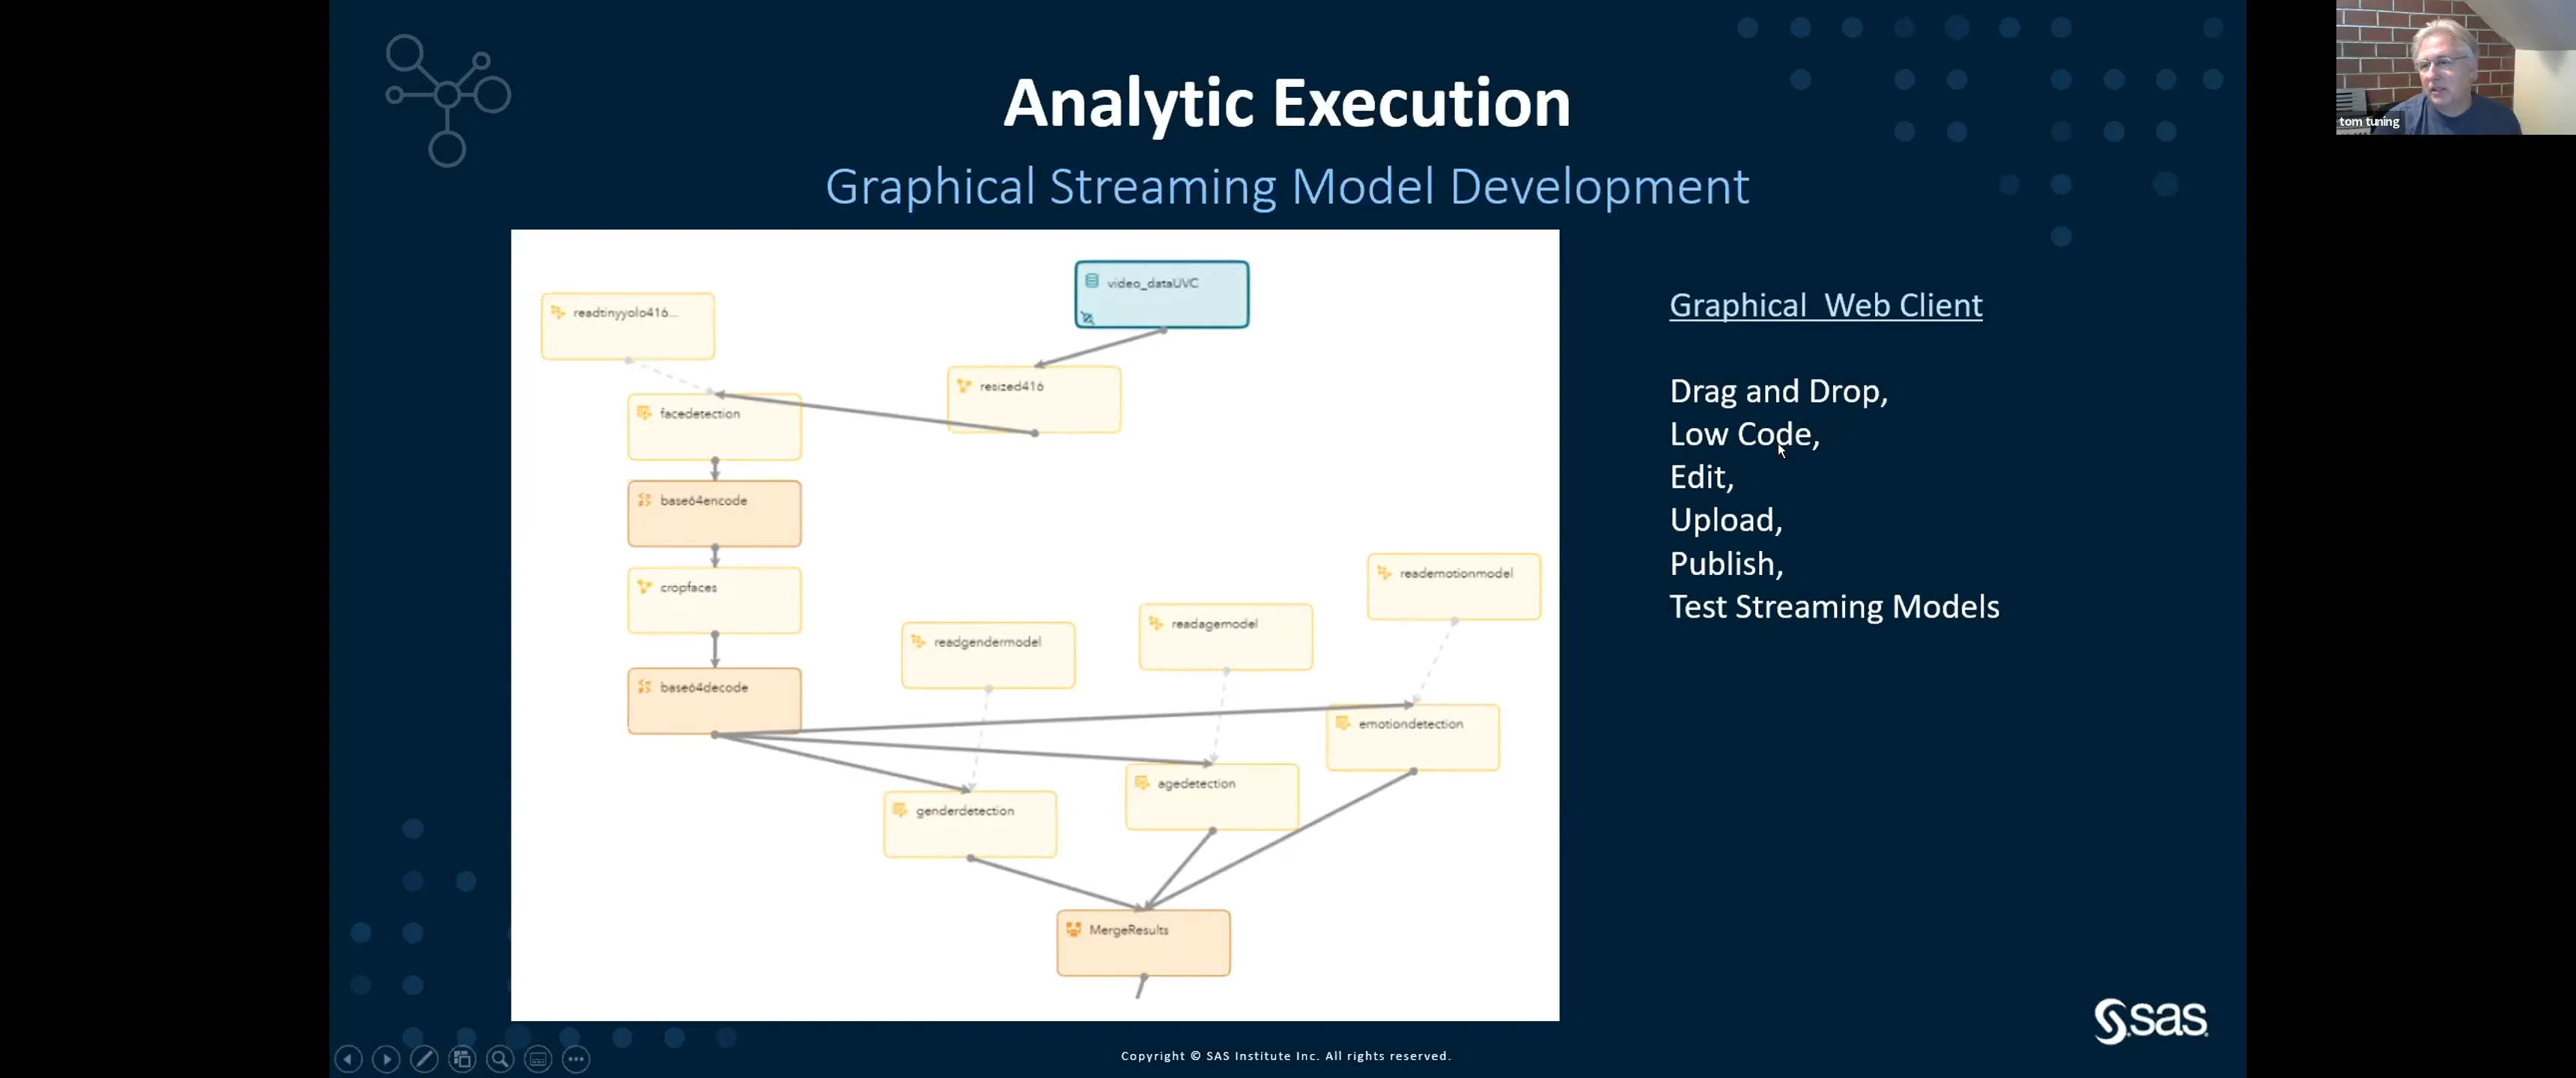 Analytic Execution
Graphical Streaming Model Development
tom tuning
video_dataUVC
readtinyyolo416...
resized416
facedetection
base64encode
cropfaces
base64decode
readgendermodel
readagemodel
reademotionmodel
emotiondetection
agedetection
genderdetection
MergeResults
Graphical  Web Client
Drag and Drop,
Low Code,
Edit,
Upload,
Publish,
Test Streaming Models
sas
Copyright © SAS Institute Inc. All rights reserved.